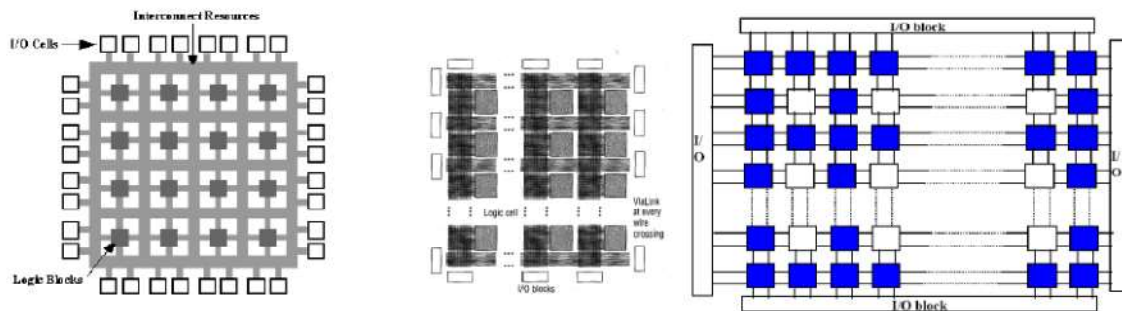 Interconnect Resources
I/O Cells
Logic Blocks
Logic cell
ViaLink
at every
wire
crossing
I/O blocks
I/O block
I/O
I/O
I/O block